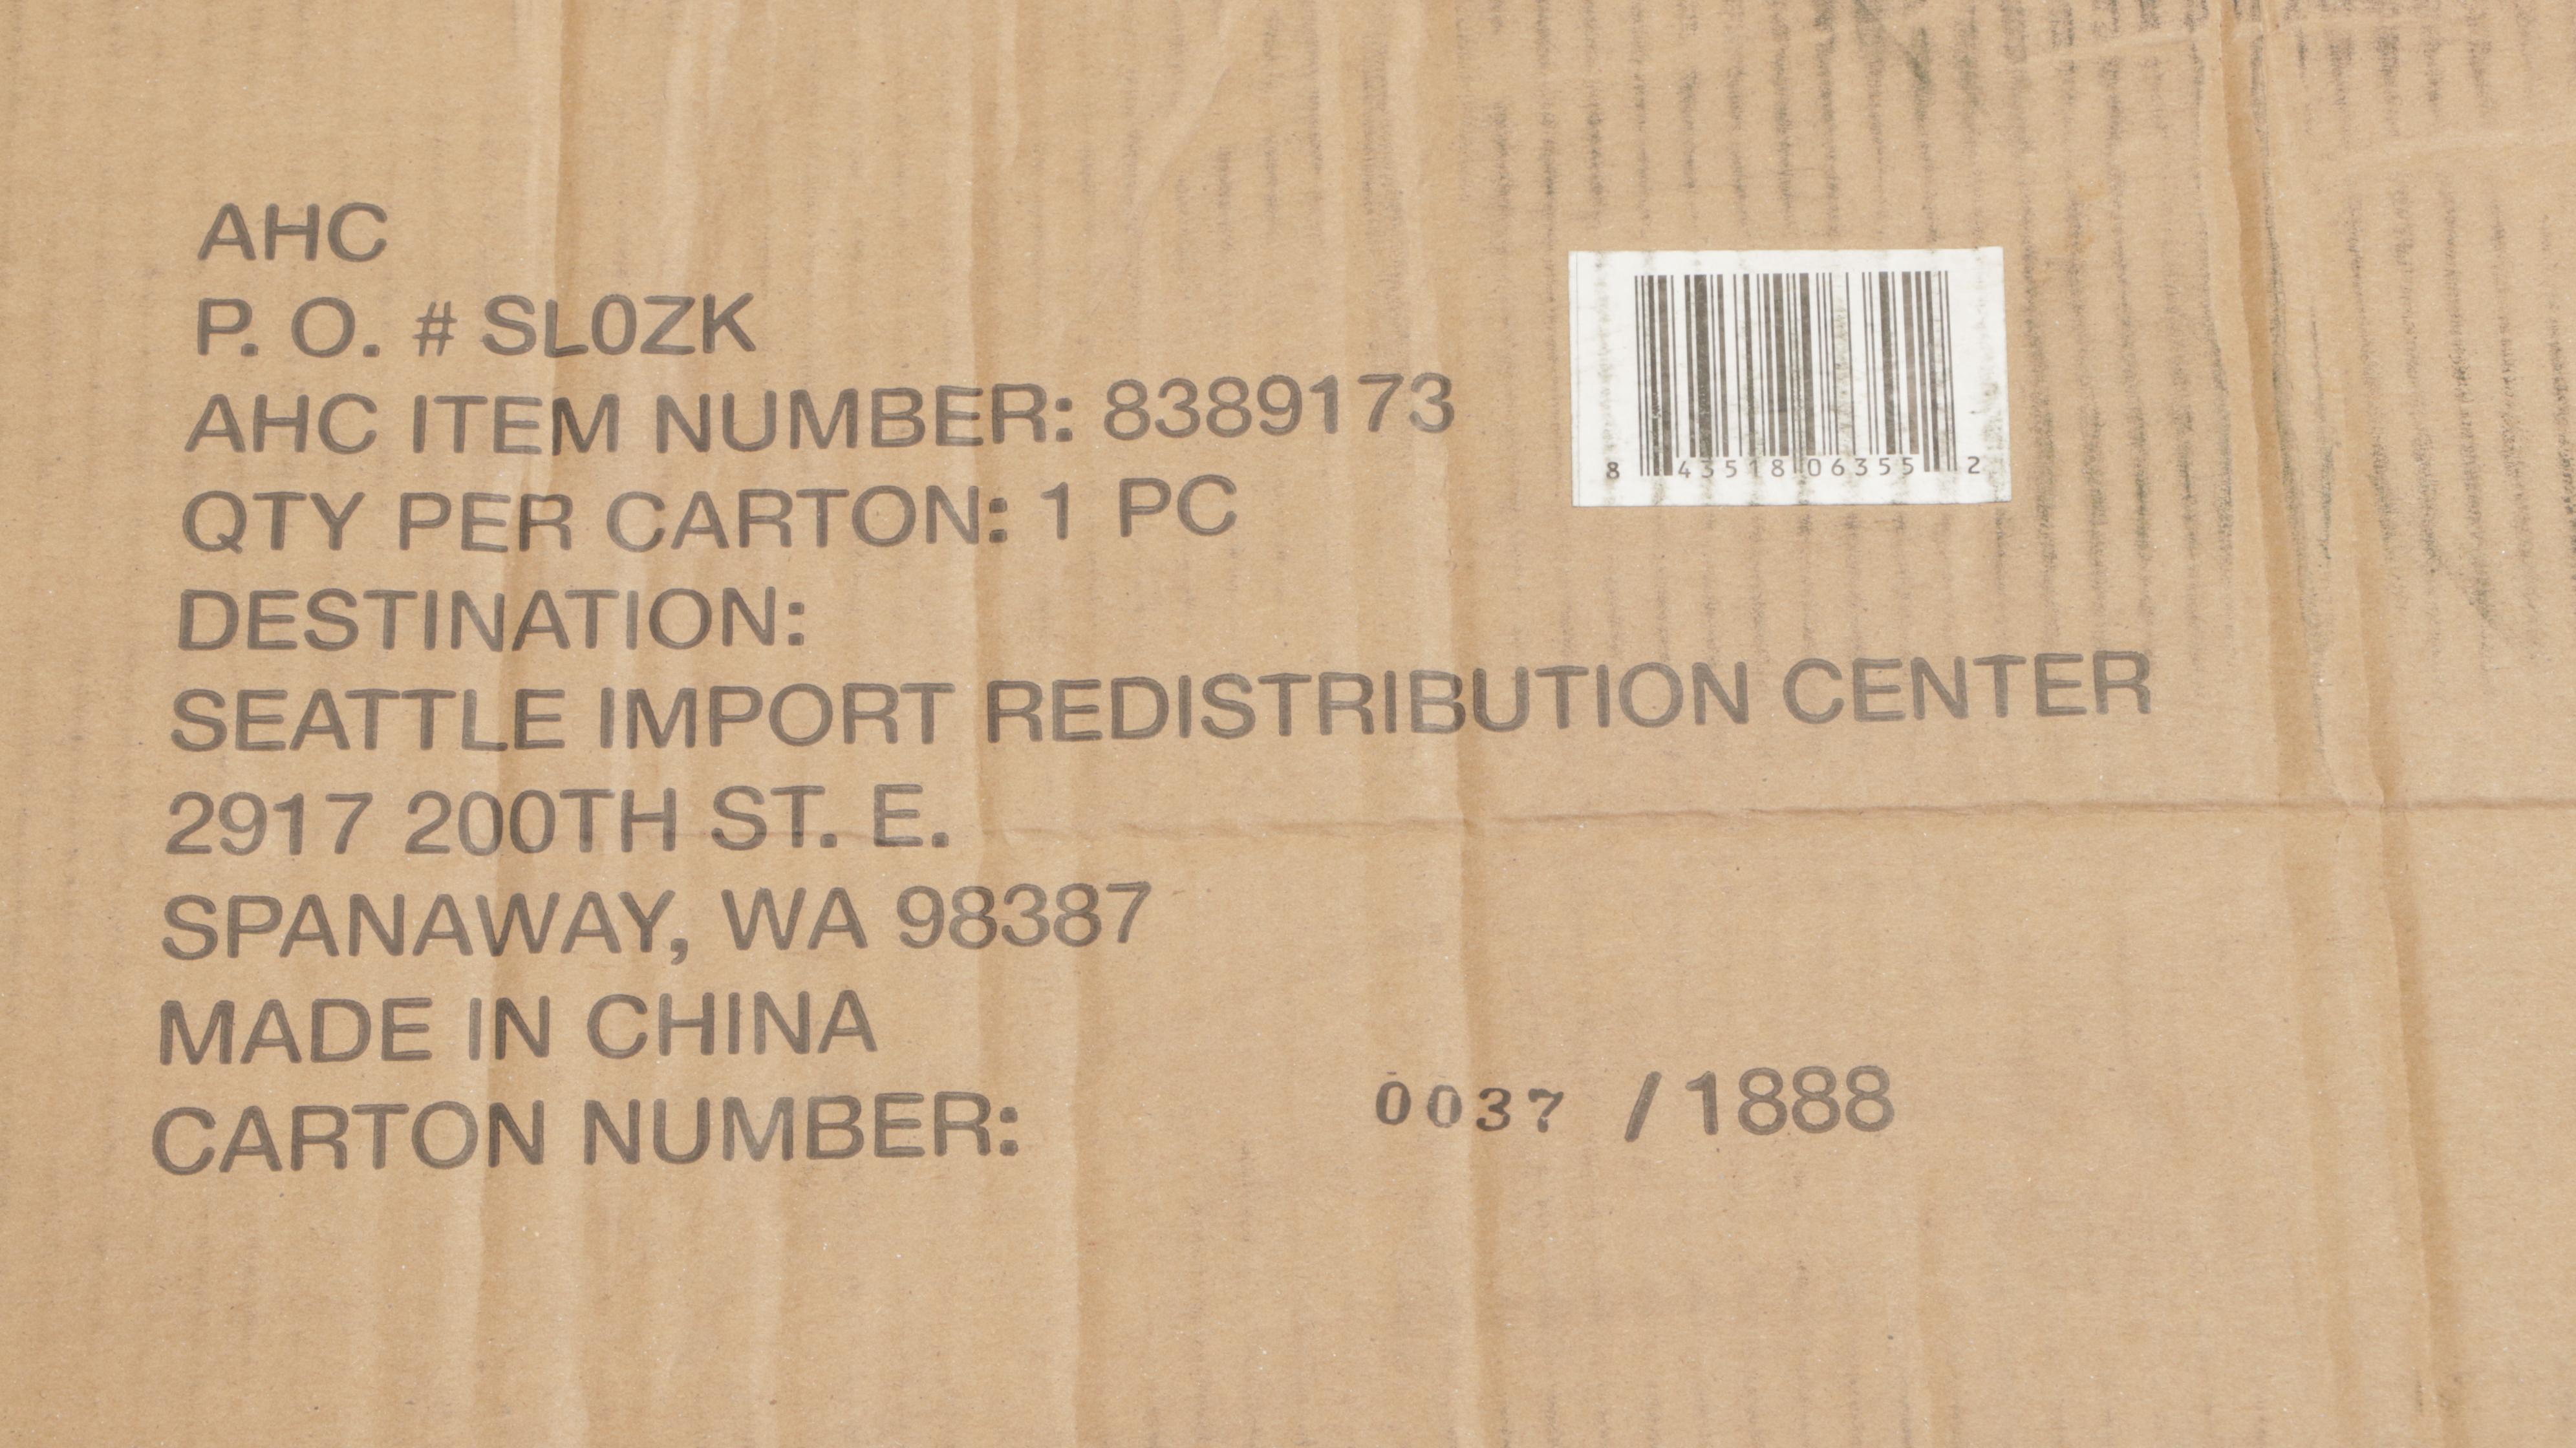 AHC
P. O. # SL0ZK
AHC ITEM NUMBER: 8389173
8 43518 06355 2
QTY PER CARTON: 1 PC
DESTINATION:
SEATTLE IMPORT REDISTRIBUTION CENTER
2917 200TH ST. E.
SPANAWAY, WA 98387
MADE IN CHINA
CARTON NUMBER: 0037 / 1888